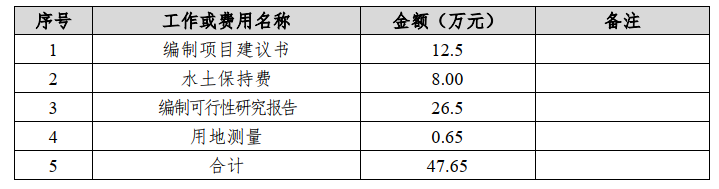 序号 工作或费用名称 金额（万元） 备注
1 编制项目建议书 12.5
2 水土保持费 8.00
3 编制可行性研究报告 26.5
4 用地测量 0.65
5 合计 47.65